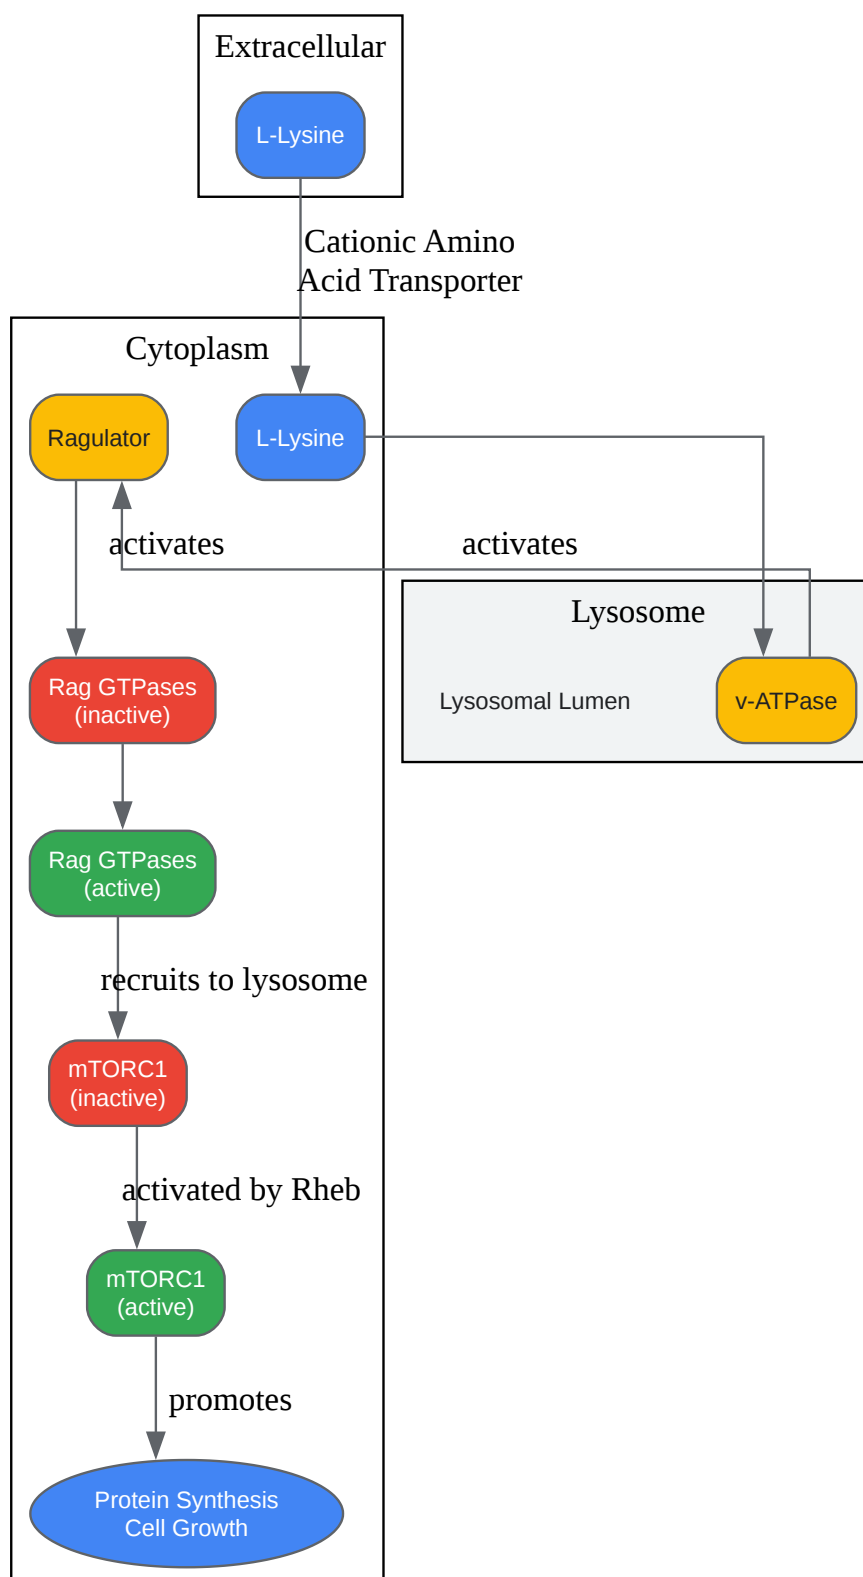 Extracellular
L-Lysine
Cationic Amino
Acid Transporter
Cytoplasm
Ragulator
L-Lysine
activates
activates
Lysosome
Rag GTPases
(inactive)
Lysosomal Lumen
v-ATPase
Rag GTPases
(active)
recruits to lysosome
mTORC1
(inactive)
activated by Rheb
mTORC1
(active)
promotes
Protein Synthesis
Cell Growth